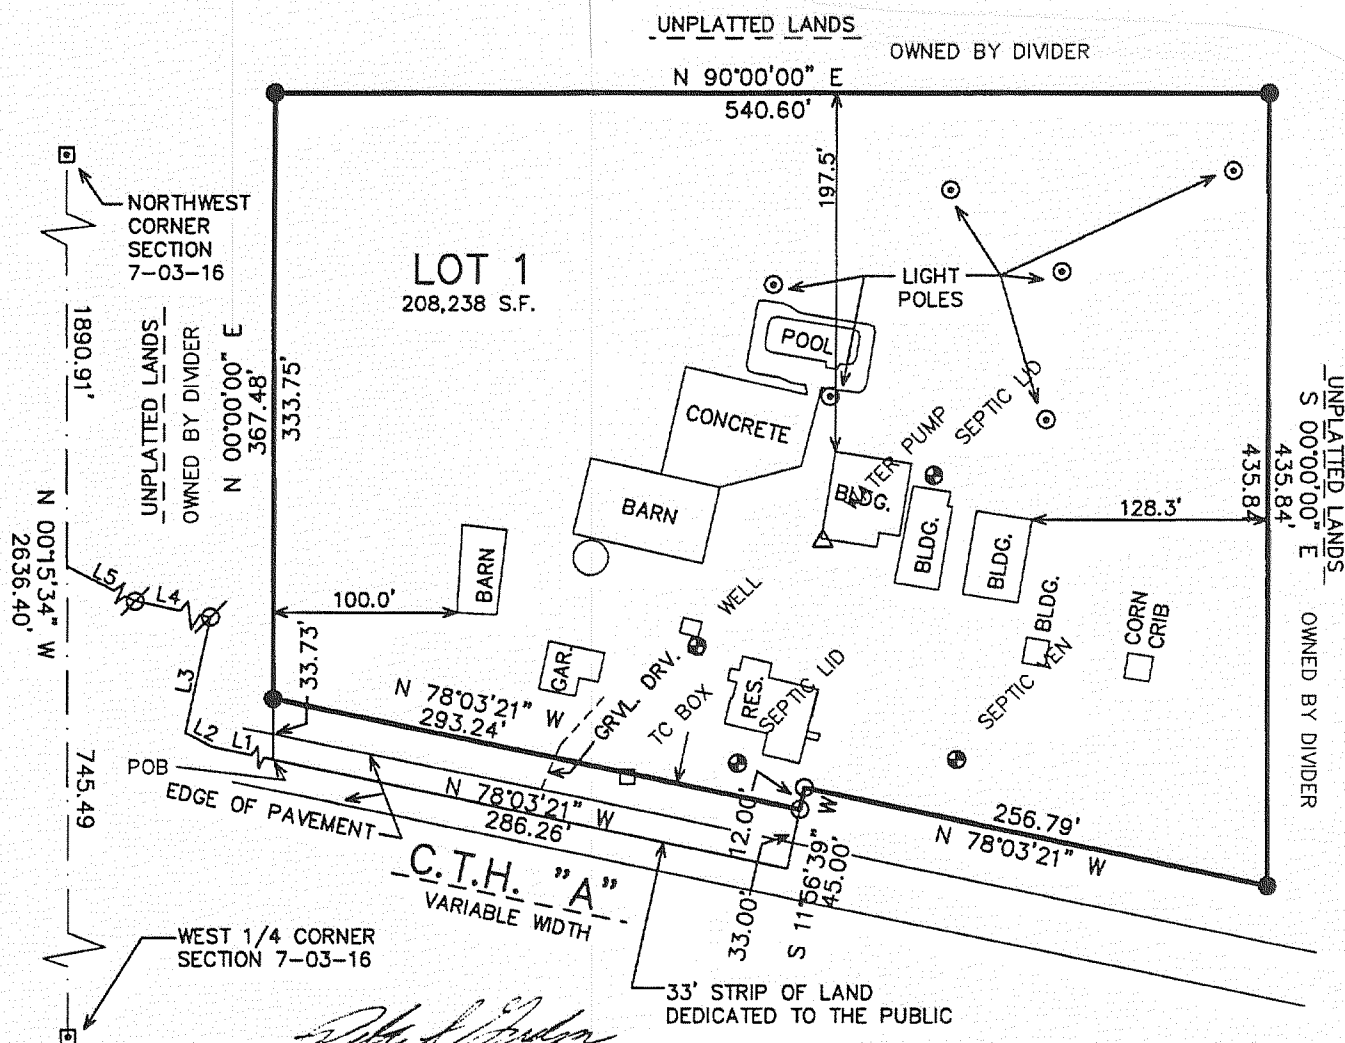 UNPLATTED LANDS
OWNED BY DIVIDER
N 90°00'00" E
540.60'
197.5'
NORTHWEST
CORNER
SECTION
7-03-16
LOT 1
208,238 S.F.
LIGHT
POLES
POOL
CONCRETE
BARN
BARN
100.0'
1890.91'
UNPLATTED LANDS
OWNED BY DIVIDER
N 00°00'00" E
367.48'
333.75'
N 00°15'34" W
2636.40'
745.49
L5
L4
L3
L2
L1
33.73'
POB
EDGE OF PAVEMENT
WATER PUMP
SEPTIC LID
BLDG.
BLDG.
BLDG.
128.3'
BLDG.
CORN
CRIB
435.84'
435.84'
UNPLATTED LANDS
S 00°00'00" E
OWNED BY DIVIDER
WELL
GAR.
GRVL. DRV.
TC BOX
RES.
SEPTIC LID
SEPTIC VEN
N 78°03'21" W
293.24'
N 78°03'21" W
286.26'
12.00'
33.00'
S 11°56'39" W
45.00'
256.79'
N 78°03'21" W
C.T.H. "A"
VARIABLE WIDTH
WEST 1/4 CORNER
SECTION 7-03-16
33' STRIP OF LAND
DEDICATED TO THE PUBLIC